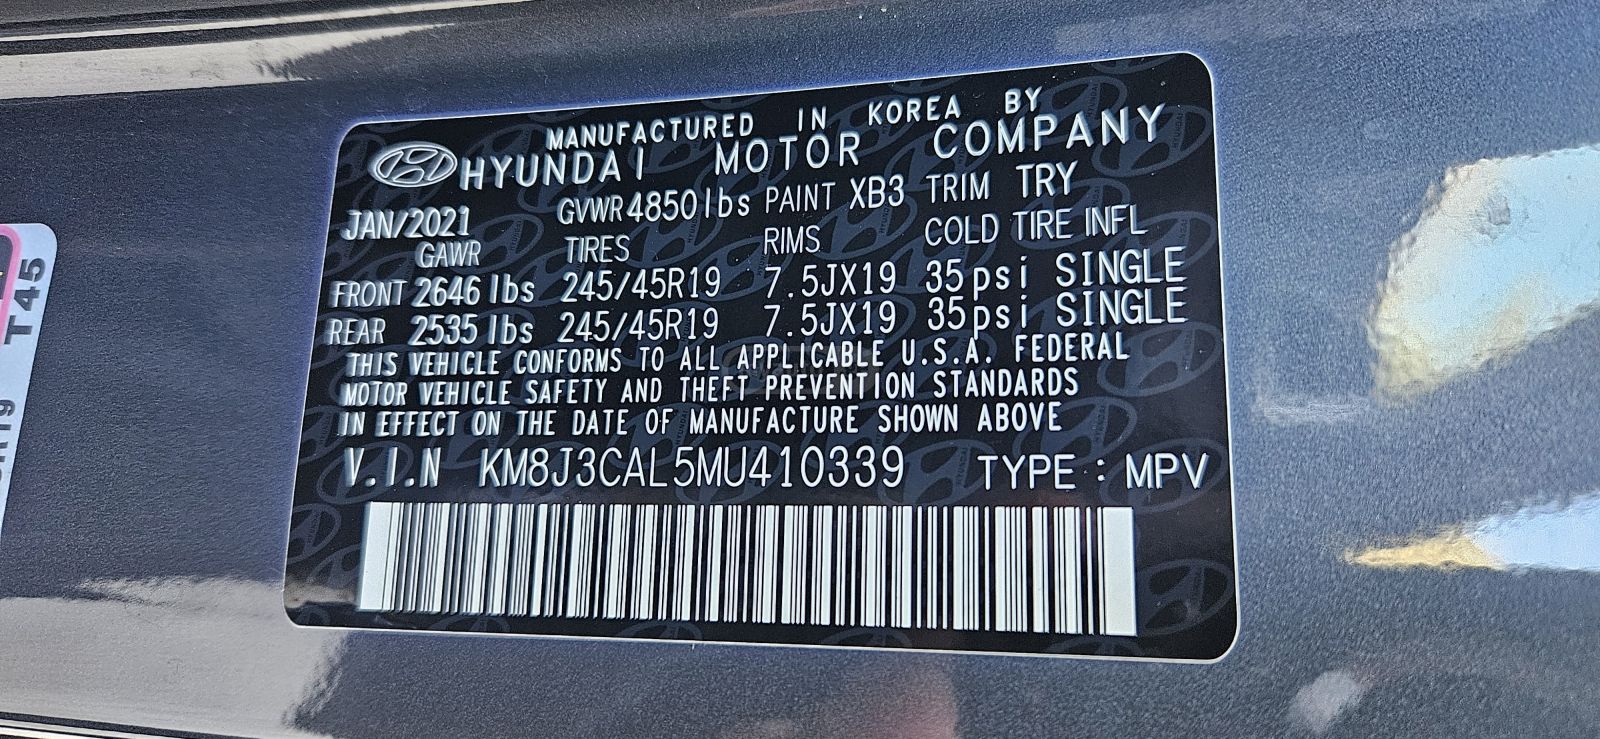 MANUFACTURED IN KOREA BY
HYUNDAI MOTOR COMPANY
JAN/2021 GVWR 4850 lbs PAINT XB3 TRIM TRY
GAWR TIRES RIMS COLD TIRE INFL
FRONT 2646 lbs 245/45R19 7.5JX19 35psi SINGLE
REAR 2535 lbs 245/45R19 7.5JX19 35psi SINGLE
THIS VEHICLE CONFORMS TO ALL APPLICABLE U.S.A. FEDERAL
MOTOR VEHICLE SAFETY AND THEFT PREVENTION STANDARDS
IN EFFECT ON THE DATE OF MANUFACTURE SHOWN ABOVE
V.I.N KM8J3CAL5MU410339 TYPE : MPV
T45